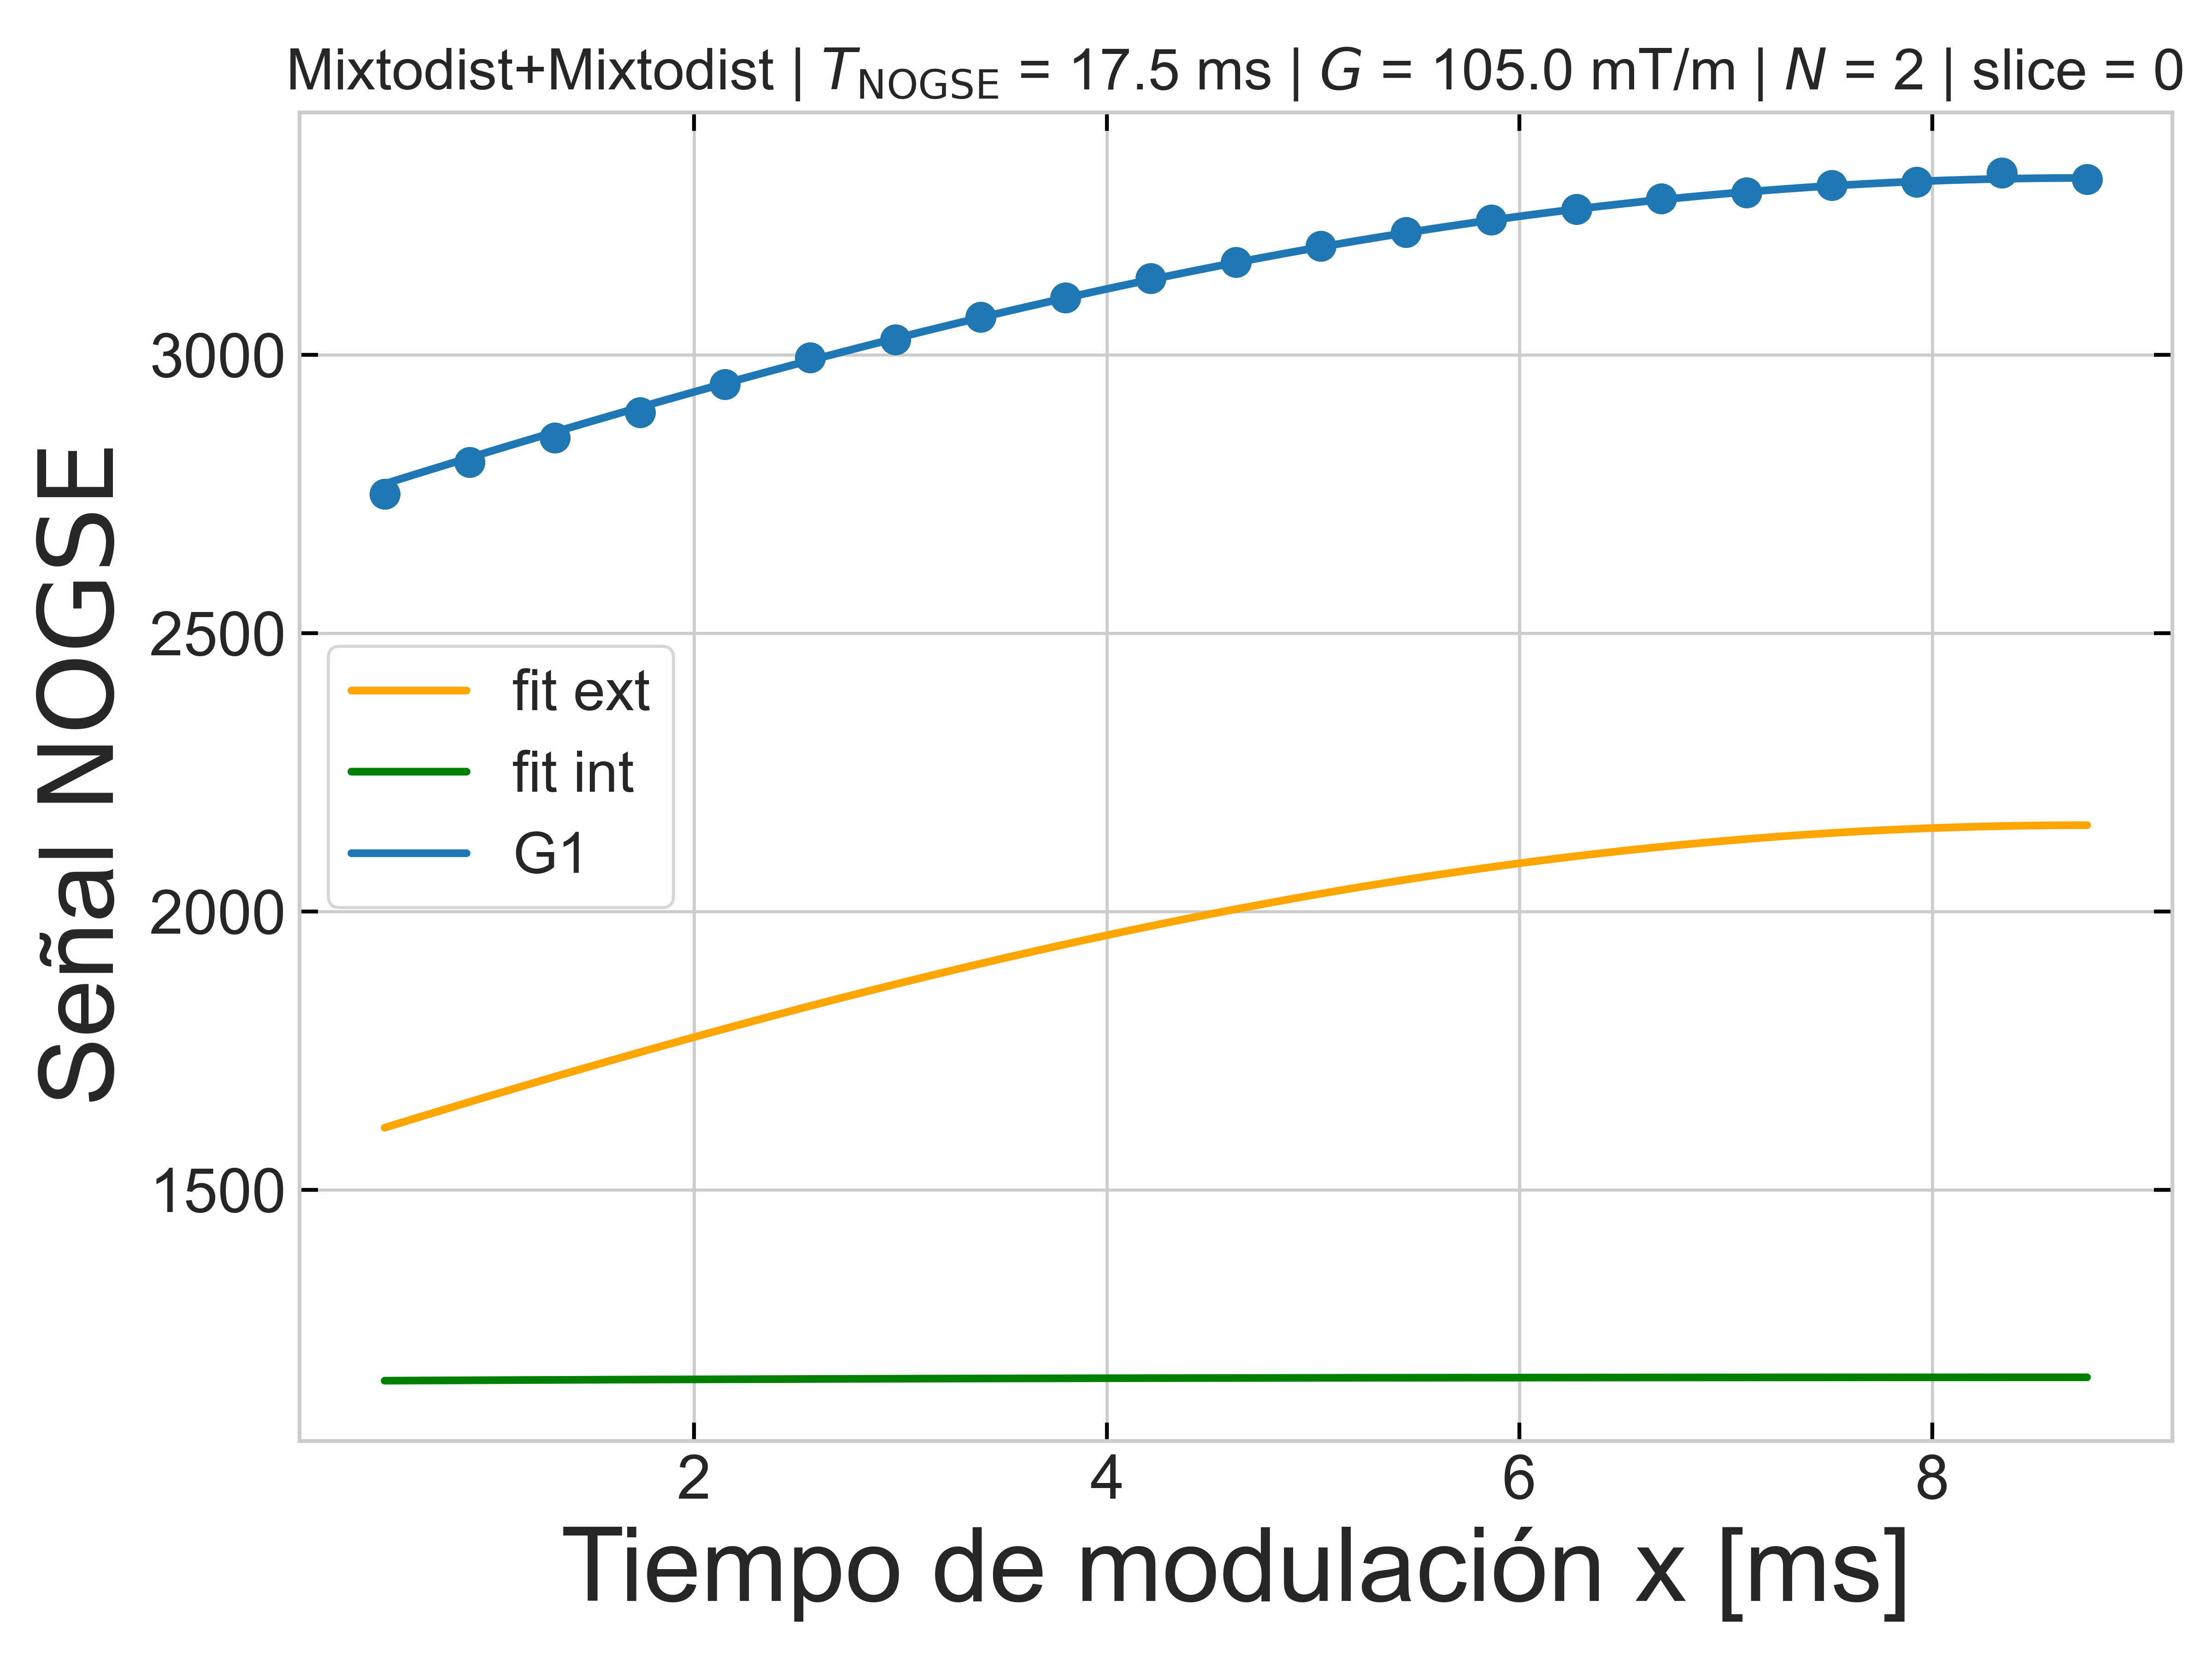 Mixtodist+Mixtodist | T_NOGSE = 17.5 ms | G = 105.0 mT/m | N = 2 | slice = 0
Señal NOGSE
3000
2500
2000
1500
fit ext
fit int
G1
2 4 6 8
Tiempo de modulación x [ms]